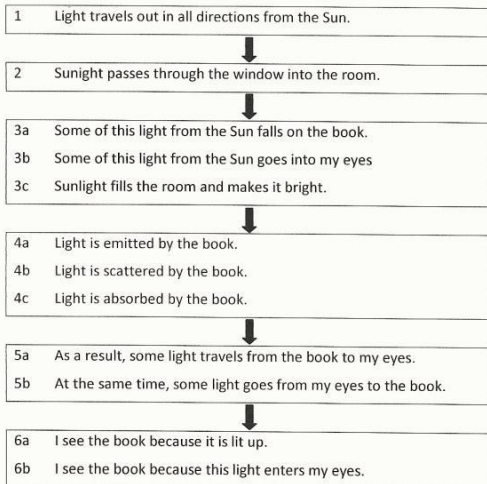 1 Light travels out in all directions from the Sun.
2 Sunight passes through the window into the room.
3a Some of this light from the Sun falls on the book.
3b Some of this light from the Sun goes into my eyes
3c Sunlight fills the room and makes it bright.
4a Light is emitted by the book.
4b Light is scattered by the book.
4c Light is absorbed by the book.
5a As a result, some light travels from the book to my eyes.
5b At the same time, some light goes from my eyes to the book.
6a I see the book because it is lit up.
6b I see the book because this light enters my eyes.